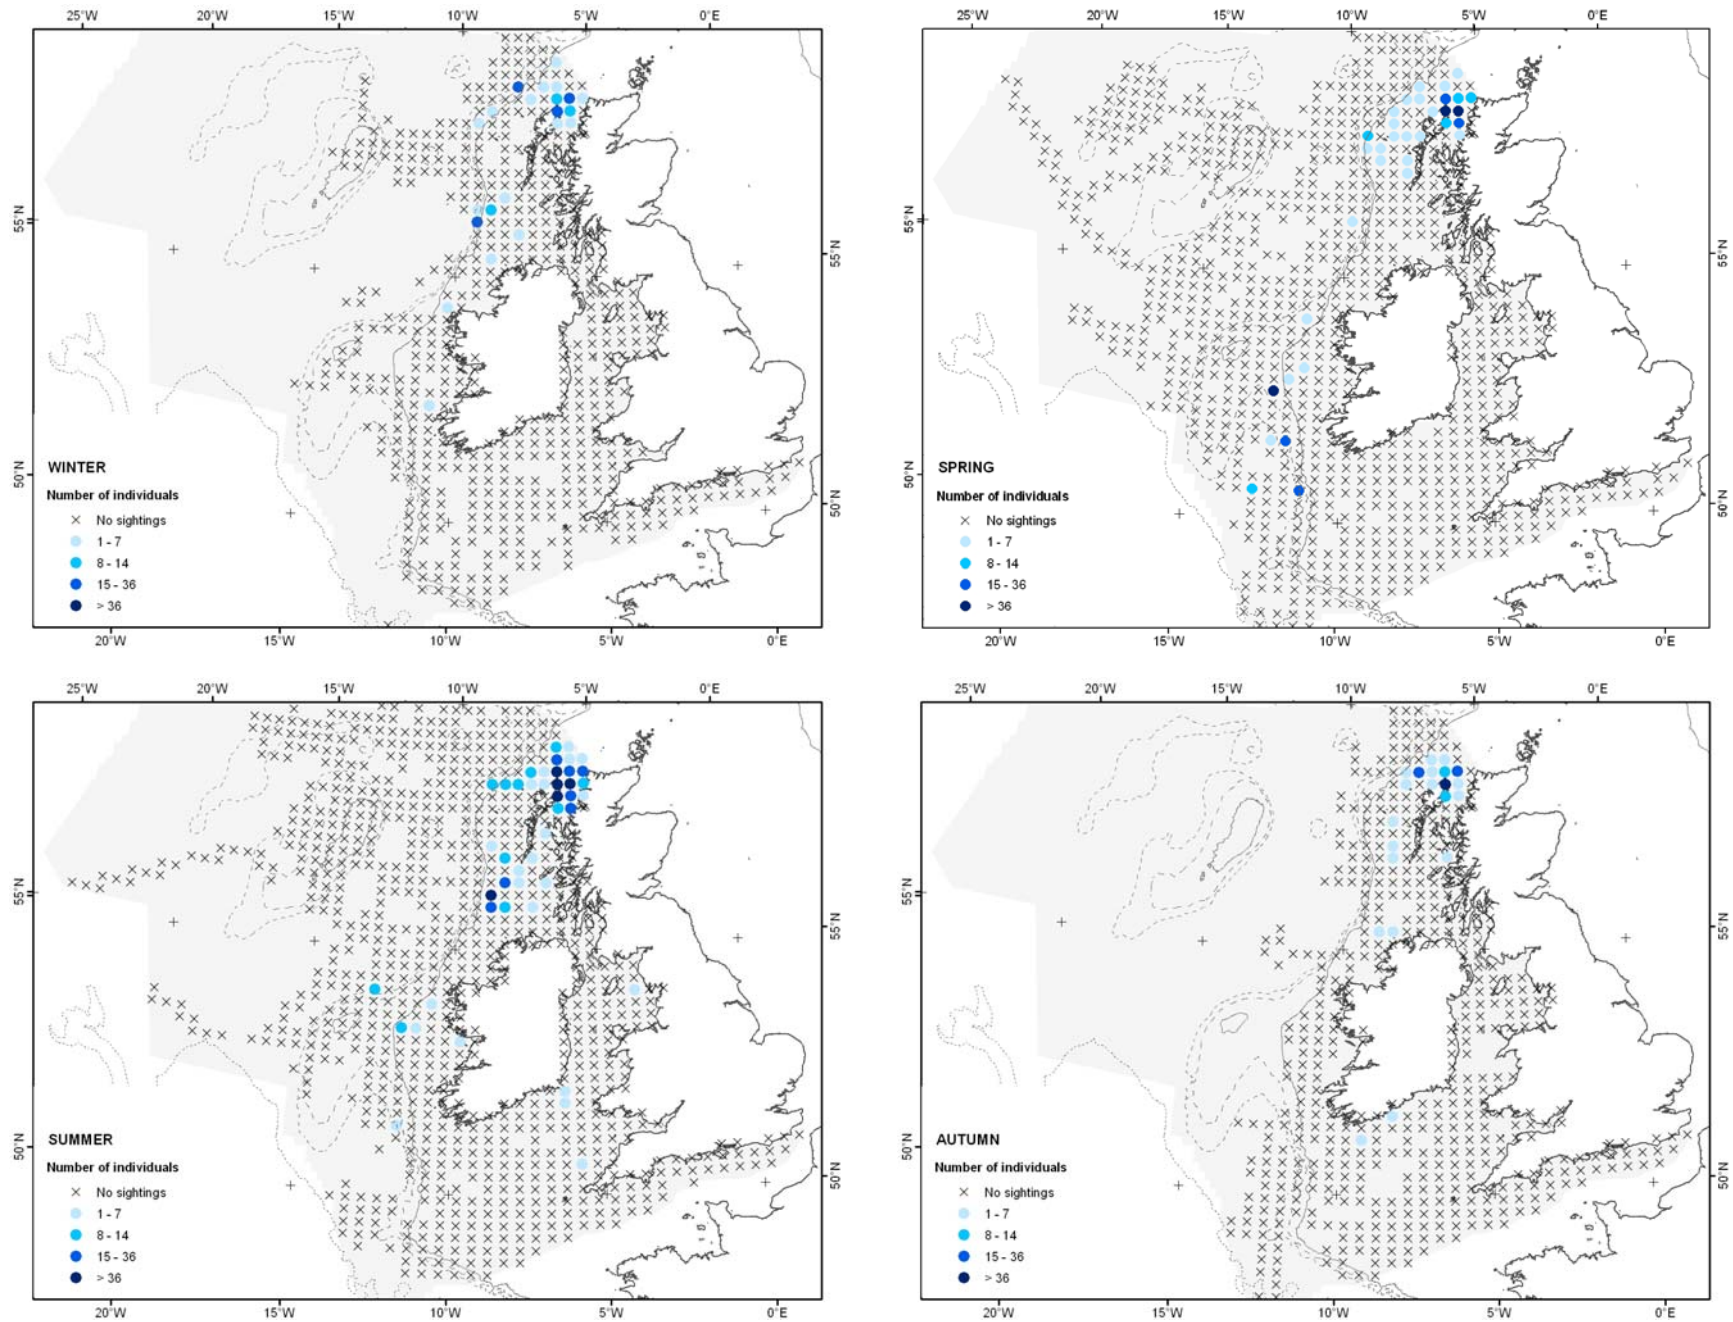 25°W 20°W 15°W 10°W 5°W 0°E
55°N
55°N
50°N
50°N
WINTER
Number of individuals
No sightings
1 - 7
8 - 14
15 - 36
> 36
20°W 15°W 10°W 5°W 0°E
25°W 20°W 15°W 10°W 5°W 0°E
55°N
55°N
50°N
50°N
SPRING
Number of individuals
No sightings
1 - 7
8 - 14
15 - 36
> 36
20°W 15°W 10°W 5°W 0°E
25°W 20°W 15°W 10°W 5°W 0°E
55°N
55°N
50°N
50°N
SUMMER
Number of individuals
No sightings
1 - 7
8 - 14
15 - 36
> 36
20°W 15°W 10°W 5°W 0°E
25°W 20°W 15°W 10°W 5°W 0°E
55°N
55°N
50°N
50°N
AUTUMN
Number of individuals
No sightings
1 - 7
8 - 14
15 - 36
> 36
20°W 15°W 10°W 5°W 0°E